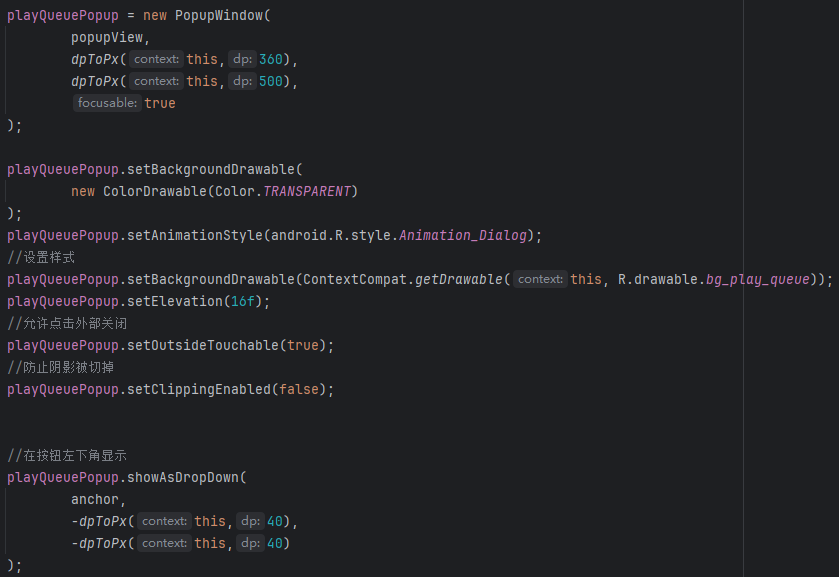 playQueuePopup = new PopupWindow(
popupView,
dpToPx( context: this, dp: 360),
dpToPx( context: this, dp: 500),
focusable: true
);
playQueuePopup.setBackgroundDrawable(
new ColorDrawable(Color.TRANSPARENT)
);
playQueuePopup.setAnimationStyle(android.R.style.Animation_Dialog);
//设置样式
playQueuePopup.setBackgroundDrawable(ContextCompat.getDrawable( context: this, R.drawable.bg_play_queue));
playQueuePopup.setElevation(16f);
//允许点击外部关闭
playQueuePopup.setOutsideTouchable(true);
//防止阴影被切掉
playQueuePopup.setClippingEnabled(false);
//在按钮左下角显示
playQueuePopup.showAsDropDown(
anchor,
-dpToPx( context: this, dp: 40),
-dpToPx( context: this, dp: 40)
);